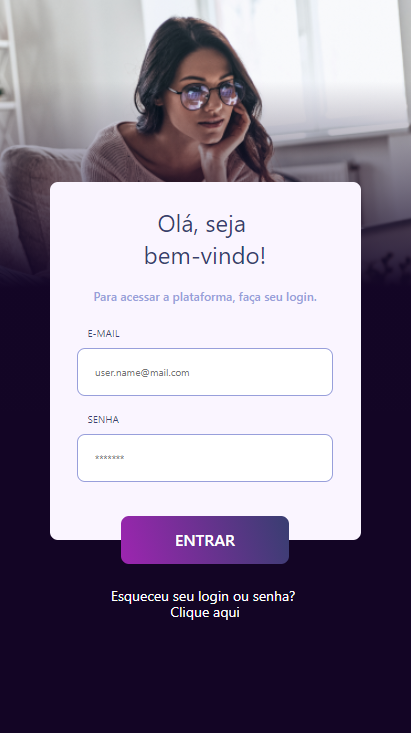 Olá, seja
bem-vindo!
Para acessar a plataforma, faça seu login.
E-MAIL
user.name@mail.com
SENHA
*******
ENTRAR
Esqueceu seu login ou senha?
Clique aqui